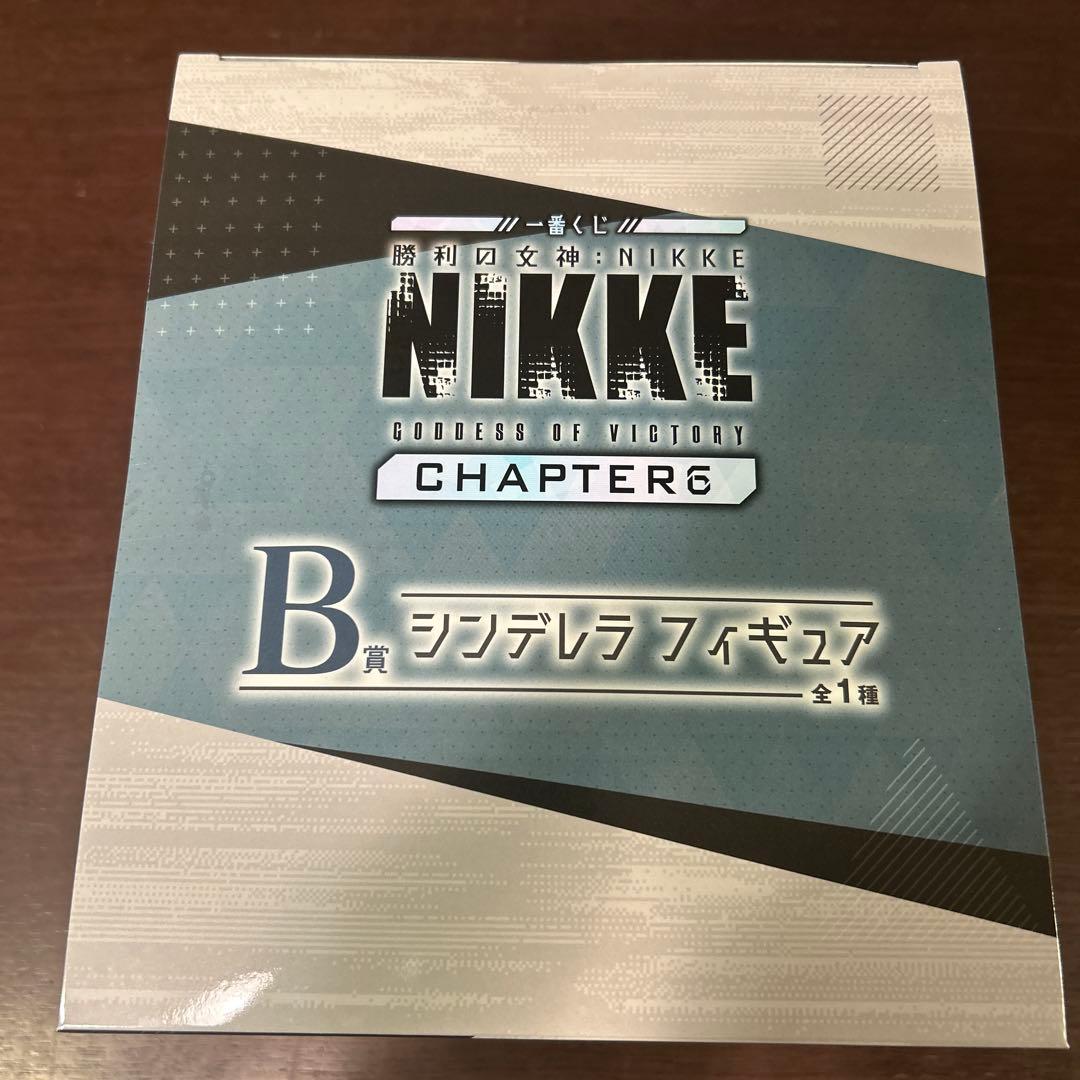 一番くじ
勝利の女神：NIKKE
NIKKE
GODDESS OF VICTORY
CHAPTER6
B賞 シンデレラ フィギュア
全1種